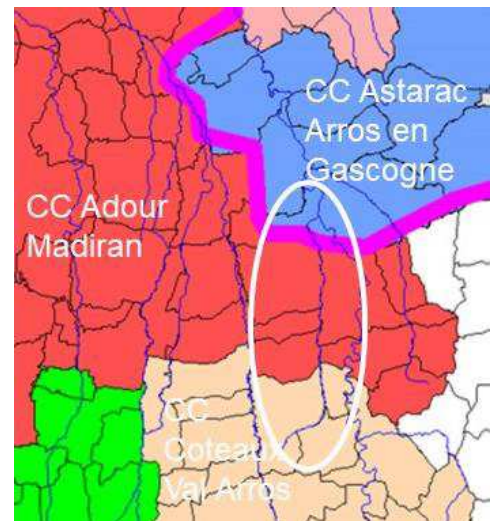 CC Astarac
Arros en
Gascogne
CC Adour
Madiran
CC
Coteaux
Val Arros